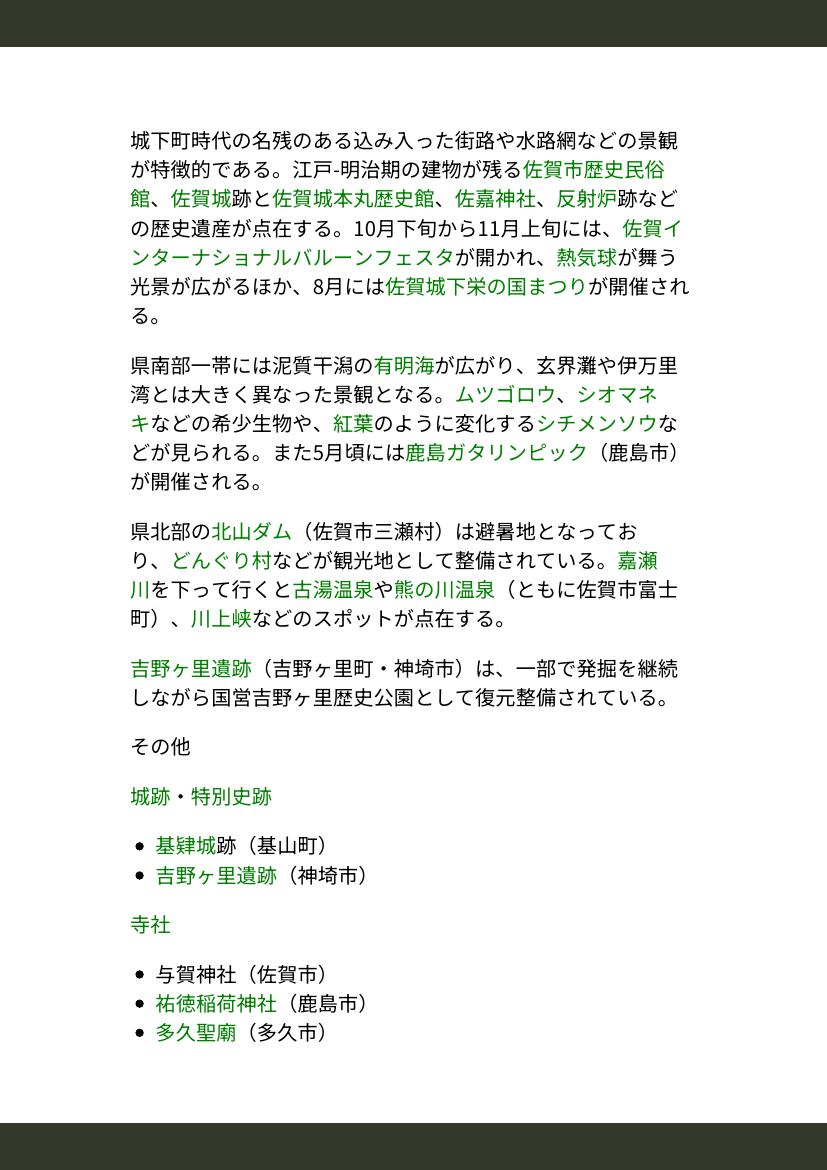 城下町時代の名残のある込み入った街路や水路網などの景観
が特徴的である。江戸-明治期の建物が残る佐賀市歴史民俗
館、佐賀城跡と佐賀城本丸歴史館、佐嘉神社、反射炉跡など
の歴史遺産が点在する。10月下旬から11月上旬には、佐賀イ
ンターナショナルバルーンフェスタが開かれ、熱気球が舞う
光景が広がるほか、8月には佐賀城下栄の国まつりが開催され
る。
県南部一帯には泥質干潟の有明海が広がり、玄界灘や伊万里
湾とは大きく異なった景観となる。ムツゴロウ、シオマネ
キなどの希少生物や、紅葉のように変化するシチメンソウな
どが見られる。また5月頃には鹿島ガタリンピック（鹿島市）
が開催される。
県北部の北山ダム（佐賀市三瀬村）は避暑地となってお
り、どんぐり村などが観光地として整備されている。嘉瀬
川を下って行くと古湯温泉や熊の川温泉（ともに佐賀市富士
町）、川上峡などのスポットが点在する。
吉野ヶ里遺跡（吉野ヶ里町・神埼市）は、一部で発掘を継続
しながら国営吉野ヶ里歴史公園として復元整備されている。
その他
城跡・特別史跡
• 基肄城跡（基山町）
• 吉野ヶ里遺跡（神埼市）
寺社
• 与賀神社（佐賀市）
• 祐徳稲荷神社（鹿島市）
• 多久聖廟（多久市）